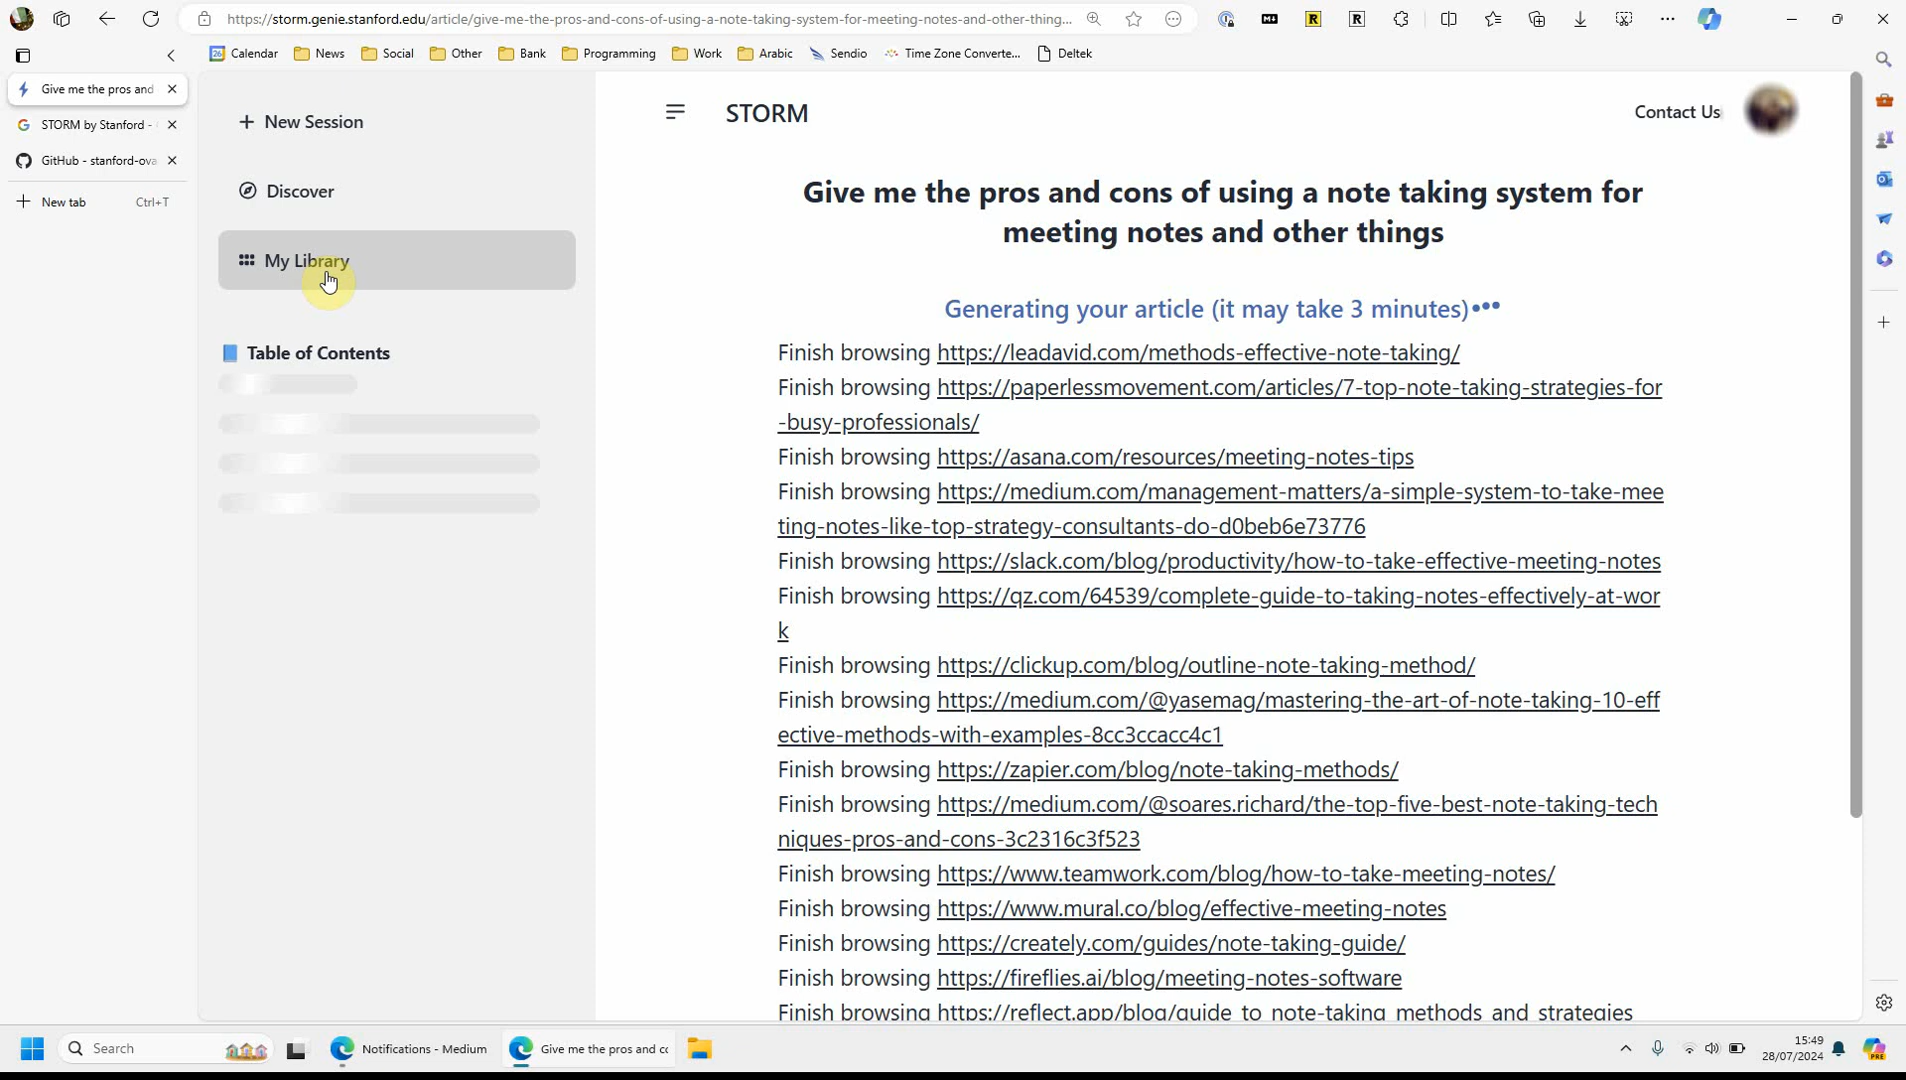 https://storm.genie.stanford.edu/article/give-me-the-pros-and-cons-of-using-a-note-taking-system-for-meeting-notes-and-other-thing...
Calendar News Social Other Bank Programming Work Arabic Sendio Time Zone Converte... Deltek
Give me the pros and
STORM by Stanford -
GitHub - stanford-ova
New tab Ctrl+T
New Session
Discover
My Library
Table of Contents
STORM
Contact Us
Give me the pros and cons of using a note taking system for
meeting notes and other things
Generating your article (it may take 3 minutes)•••
Finish browsing https://leadavid.com/methods-effective-note-taking/
Finish browsing https://paperlessmovement.com/articles/7-top-note-taking-strategies-for
-busy-professionals/
Finish browsing https://asana.com/resources/meeting-notes-tips
Finish browsing https://medium.com/management-matters/a-simple-system-to-take-mee
ting-notes-like-top-strategy-consultants-do-d0beb6e73776
Finish browsing https://slack.com/blog/productivity/how-to-take-effective-meeting-notes
Finish browsing https://qz.com/64539/complete-guide-to-taking-notes-effectively-at-wor
k
Finish browsing https://clickup.com/blog/outline-note-taking-method/
Finish browsing https://medium.com/@yasemag/mastering-the-art-of-note-taking-10-eff
ective-methods-with-examples-8cc3ccacc4c1
Finish browsing https://zapier.com/blog/note-taking-methods/
Finish browsing https://medium.com/@soares.richard/the-top-five-best-note-taking-tech
niques-pros-and-cons-3c2316c3f523
Finish browsing https://www.teamwork.com/blog/how-to-take-meeting-notes/
Finish browsing https://www.mural.co/blog/effective-meeting-notes
Finish browsing https://creately.com/guides/note-taking-guide/
Finish browsing https://fireflies.ai/blog/meeting-notes-software
Finish browsing https://reflect.app/blog/guide_to_note-taking_methods_and_strategies
Search
Notifications - Medium
Give me the pros and co
15:49
28/07/2024
PRE